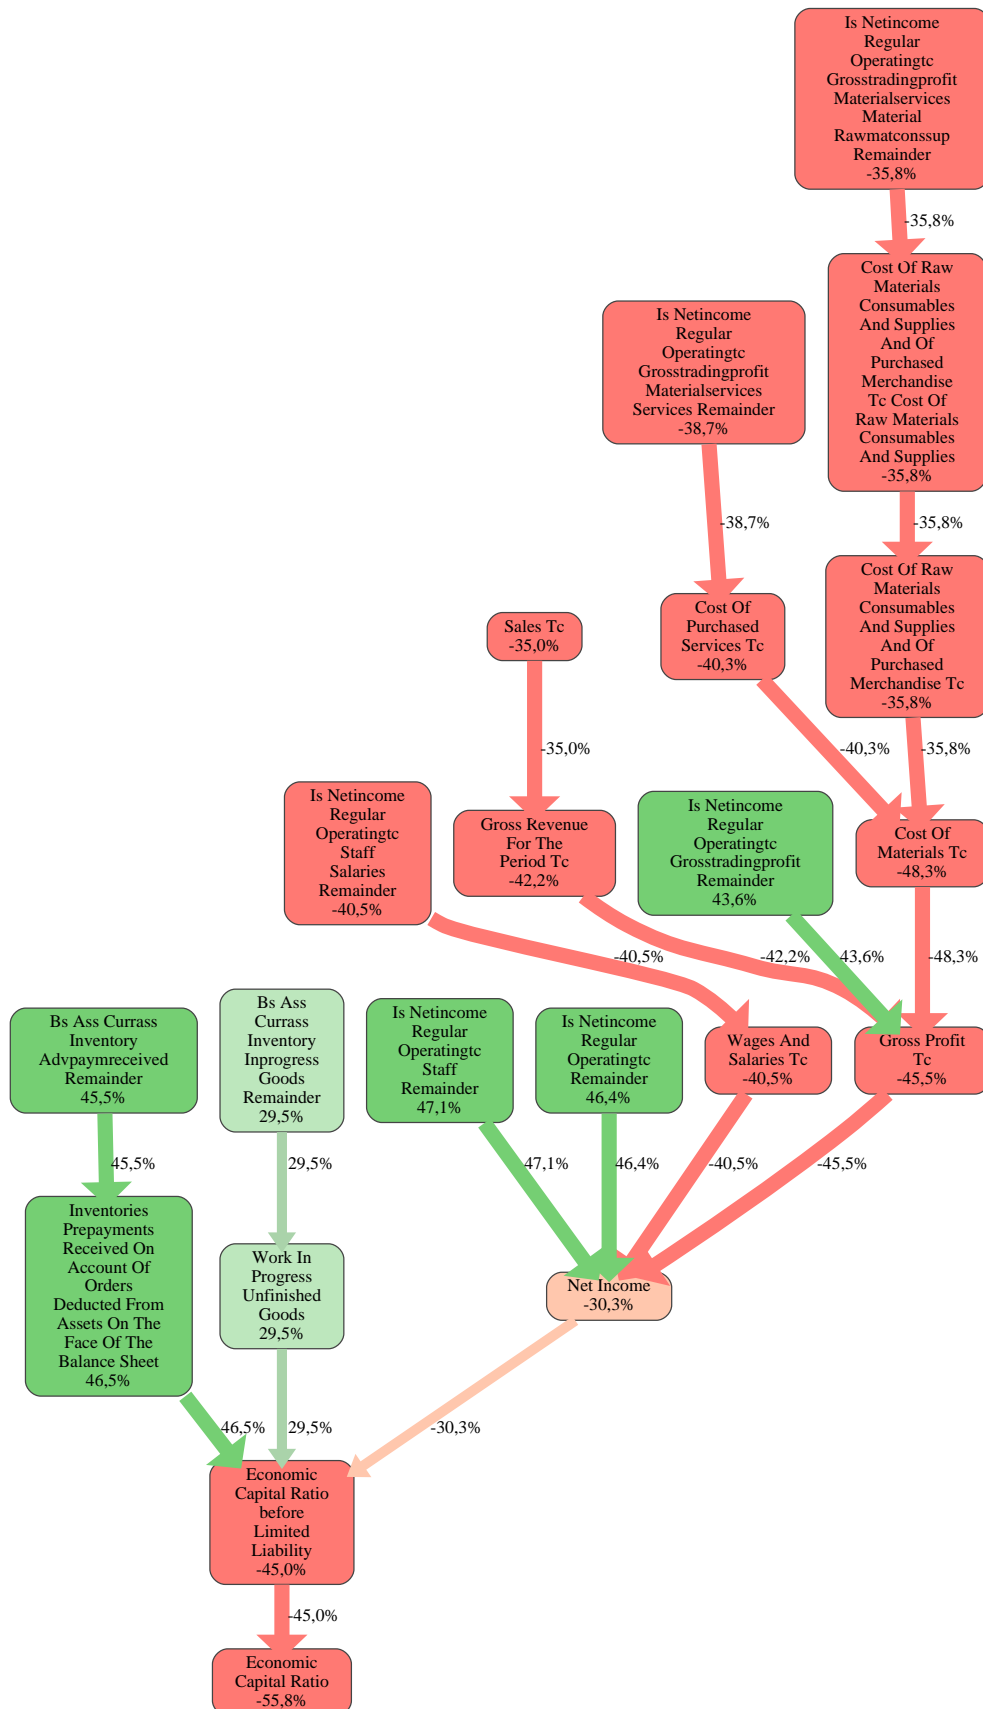 Is Netincome
Regular
Operatingtc
Grosstradingprofit
Materialservices
Material
Rawmatconssup
Remainder
-35,8%
-35,8%
Cost Of Raw
Materials
Consumables
And Supplies
And Of
Purchased
Merchandise
Tc Cost Of
Raw Materials
Consumables
And Supplies
-35,8%
Is Netincome
Regular
Operatingtc
Grosstradingprofit
Materialservices
Services Remainder
-38,7%
-38,7%
-35,8%
Cost Of Raw
Materials
Consumables
And Supplies
And Of
Purchased
Merchandise Tc
-35,8%
Cost Of
Purchased
Services Tc
-40,3%
Sales Tc
-35,0%
-35,0%
-40,3%
-35,8%
Is Netincome
Regular
Operatingtc
Staff
Salaries
Remainder
-40,5%
Gross Revenue
For The
Period Tc
-42,2%
Is Netincome
Regular
Operatingtc
Grosstradingprofit
Remainder
43,6%
Cost Of
Materials Tc
-48,3%
-40,5%
-42,2%
43,6%
-48,3%
Bs Ass Currass
Inventory
Advpaymreceived
Remainder
45,5%
Bs Ass
Currass
Inventory
Inprogress
Goods
Remainder
29,5%
Is Netincome
Regular
Operatingtc
Staff
Remainder
47,1%
Is Netincome
Regular
Operatingtc
Remainder
46,4%
Wages And
Salaries Tc
-40,5%
Gross Profit
Tc
-45,5%
45,5%
29,5%
47,1%
46,4%
-40,5%
-45,5%
Inventories
Prepayments
Received On
Account Of
Orders
Deducted From
Assets On The
Face Of The
Balance Sheet
46,5%
Work In
Progress
Unfinished
Goods
29,5%
Net Income
-30,3%
46,5%
29,5%
-30,3%
Economic
Capital Ratio
before
Limited
Liability
-45,0%
-45,0%
Economic
Capital Ratio
-55,8%